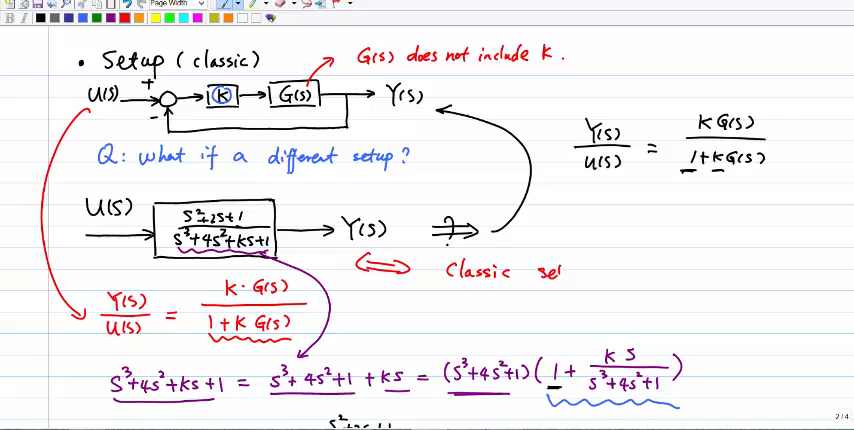 Page Width
B I
• Setup (classic)
G(s) does not include K.
U(s) + - K G(s) Y(s)
Y(s)/U(s) = K G(s)/(1 + K G(s))
Q: what if a different setup?
U(s) (s²+2s+1)/(s³+4s²+ks+1) Y(s) ⇒ ?
⇔ Classic se
Y(s)/U(s) = K·G(s)/(1 + K G(s))
s³+4s²+ks+1 = s³+4s²+1 + ks = (s³+4s²+1)(1 + ks/(s³+4s²+1))
2 / 4